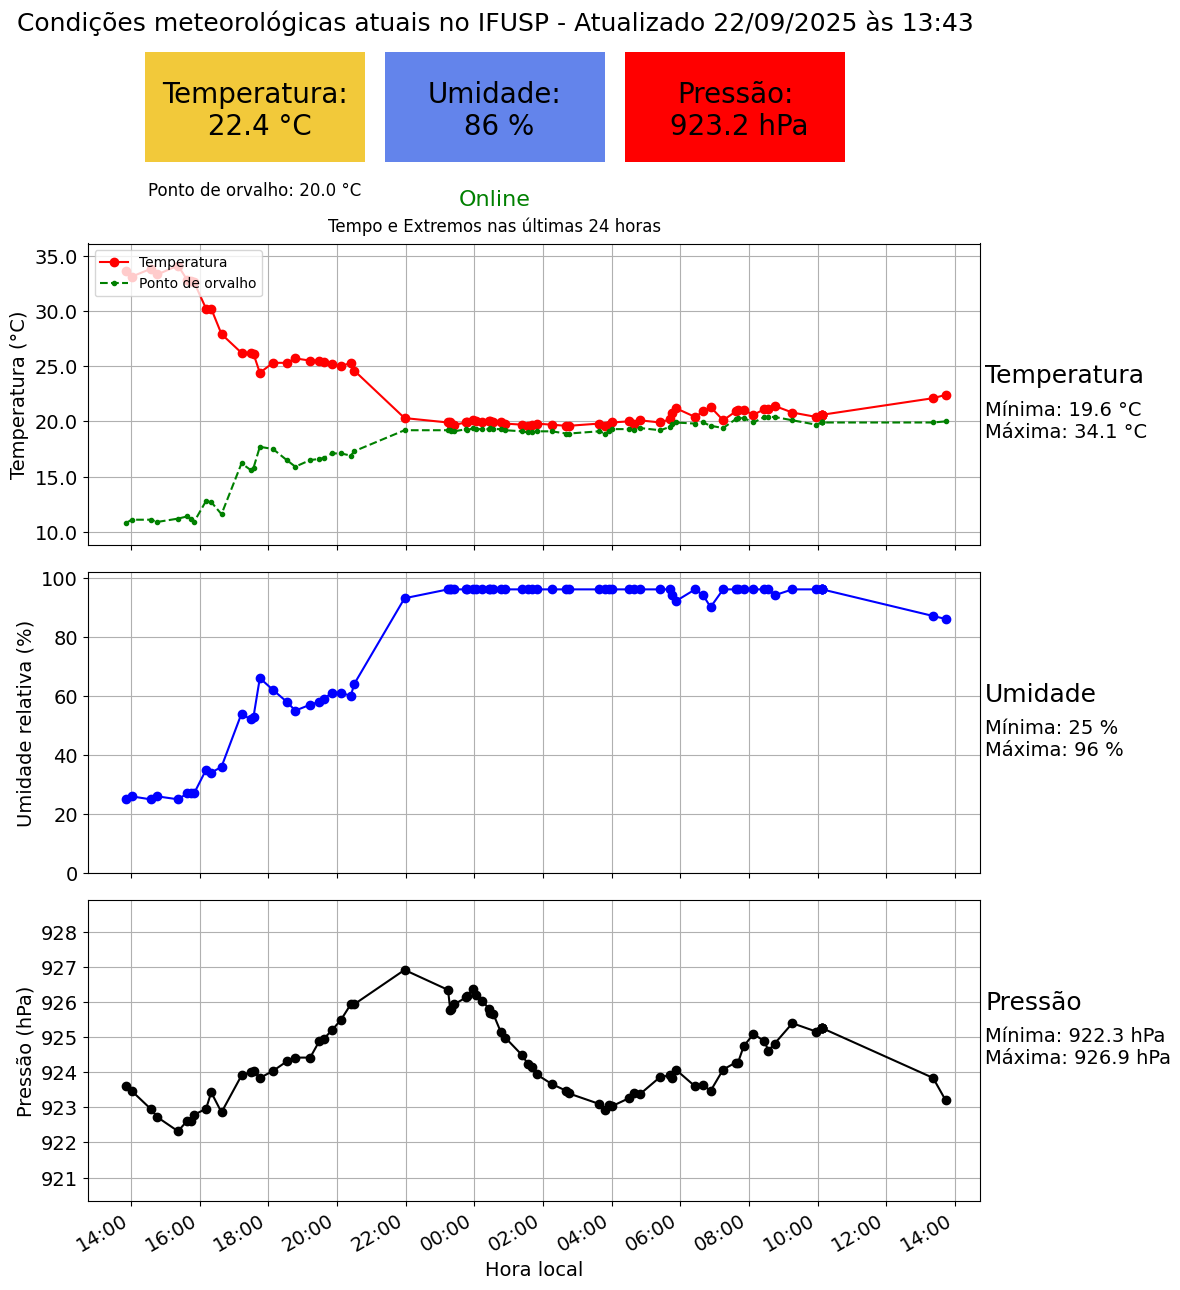 Condições meteorológicas atuais no IFUSP - Atualizado 22/09/2025 às 13:43
Temperatura:
22.4 °C
Umidade:
86 %
Pressão:
923.2 hPa
Ponto de orvalho: 20.0 °C
Online
Tempo e Extremos nas últimas 24 horas
Temperatura
Ponto de orvalho
35.0
30.0
25.0
20.0
15.0
10.0
Temperatura (°C)
Temperatura
Mínima: 19.6 °C
Máxima: 34.1 °C
100
80
60
40
20
0
Umidade relativa (%)
Umidade
Mínima: 25 %
Máxima: 96 %
928
927
926
925
924
923
922
921
Pressão (hPa)
Pressão
Mínima: 922.3 hPa
Máxima: 926.9 hPa
14:00
16:00
18:00
20:00
22:00
00:00
02:00
04:00
06:00
08:00
10:00
12:00
14:00
Hora local